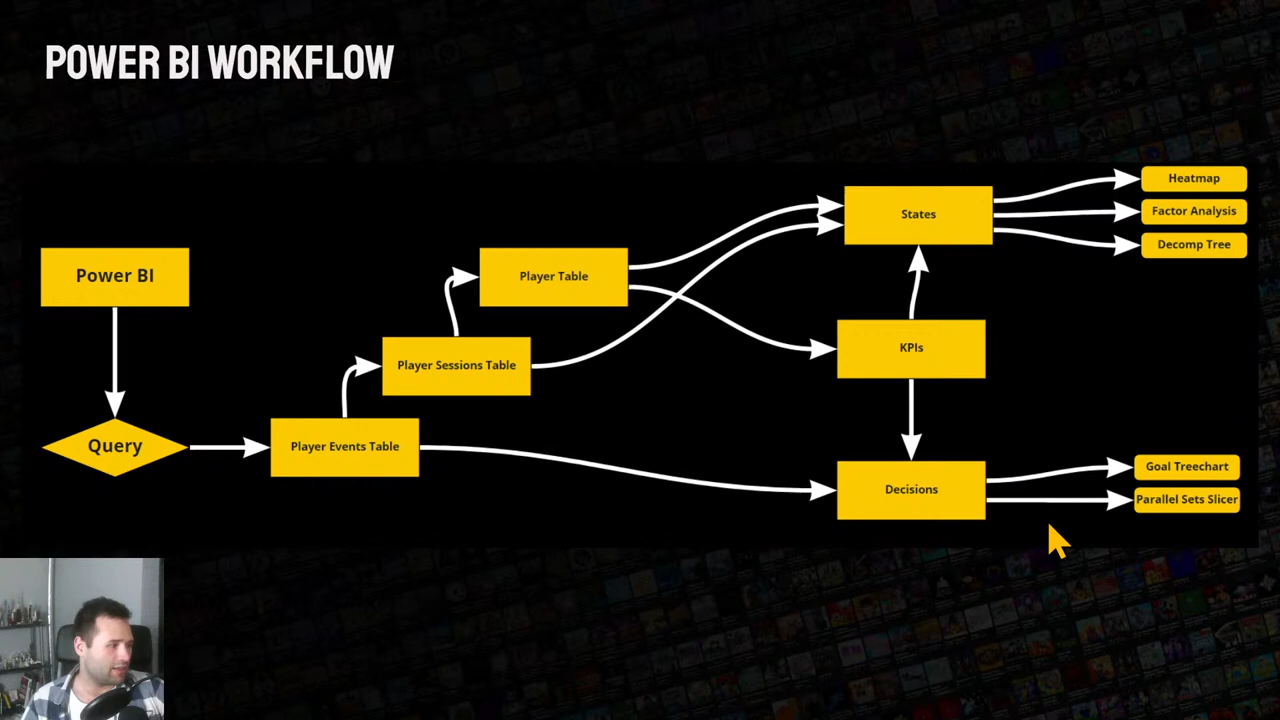 POWER BI WORKFLOW
Heatmap
States
Factor Analysis
Decomp Tree
Power BI
Player Table
KPIs
Player Sessions Table
Query
Player Events Table
Goal Treechart
Decisions
Parallel Sets Slicer